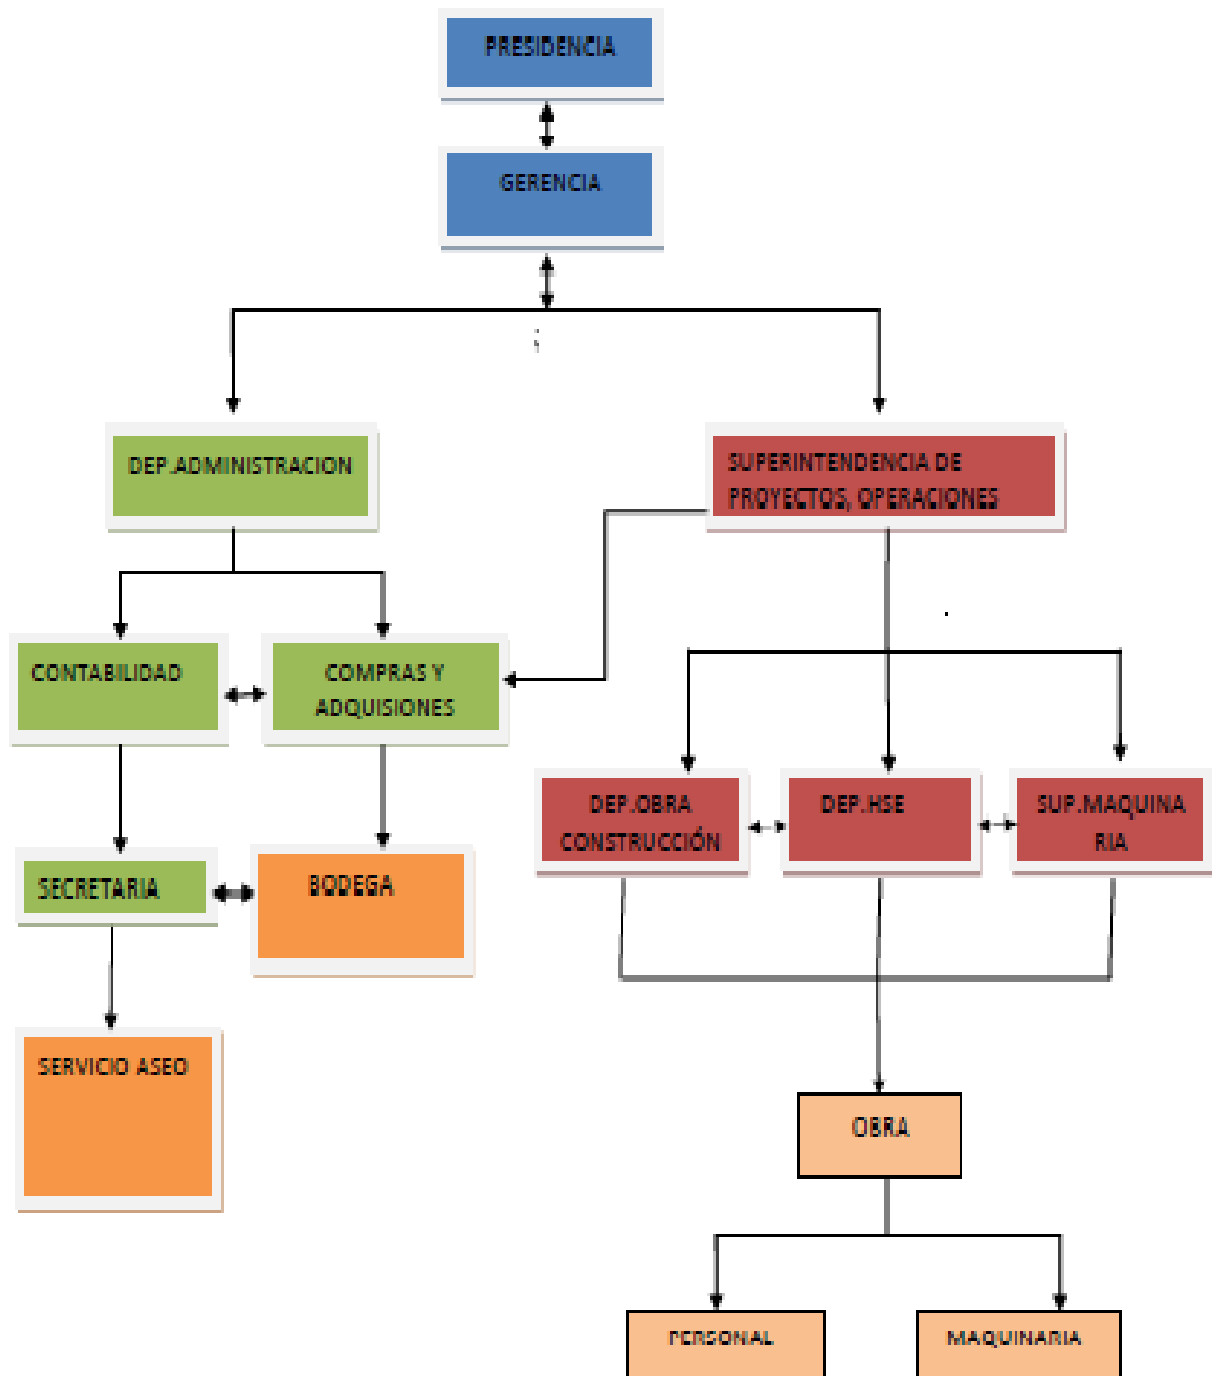 PRESIDENCIA
GERENCIA
DEP.ADMINISTRACION
SUPERINTENDENCIA DE
PROYECTOS, OPERACIONES
CONTABILIDAD
COMPRAS Y
ADQUISIONES
DEP.OBRA
CONSTRUCCIÓN
DEP.HSE
SUP.MAQUINA
RIA
SECRETARIA
BODEGA
SERVICIO ASEO
OBRA
PERSONAL
MAQUINARIA